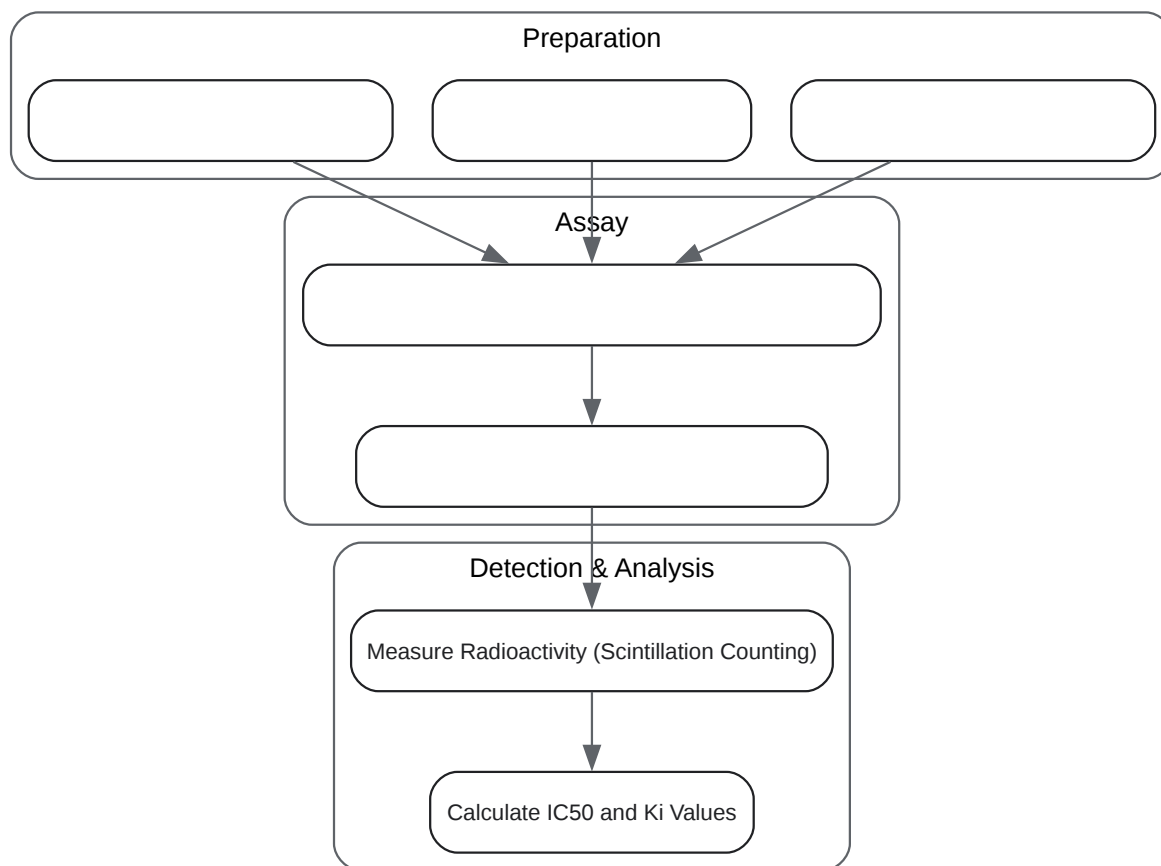 Preparation
Assay
Detection & Analysis
Measure Radioactivity (Scintillation Counting)
Calculate IC50 and Ki Values